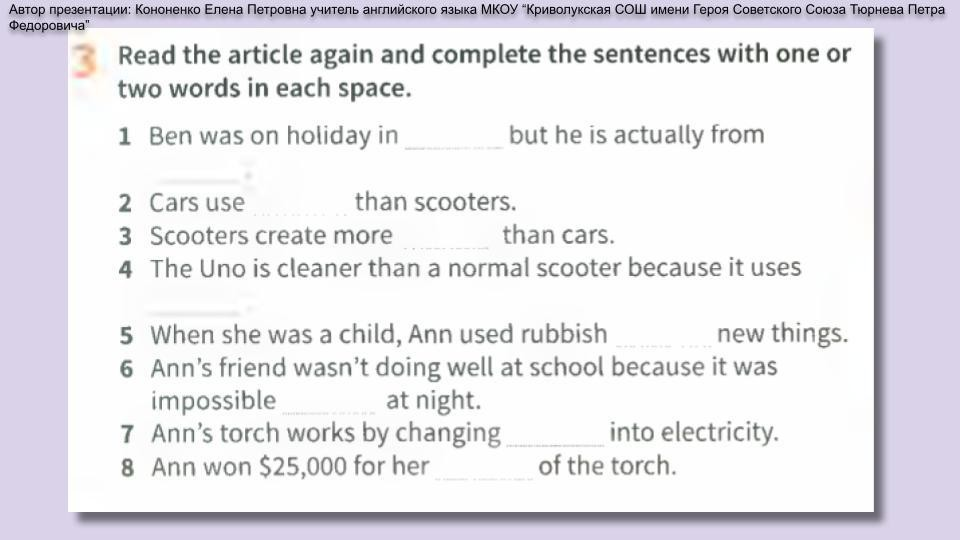 Автор презентации: Кононенко Елена Петровна учитель английского языка МКОУ “Криволукская СОШ имени Героя Советского Союза Тюрнева Петра
Федоровича”
3 Read the article again and complete the sentences with one or
two words in each space.
1 Ben was on holiday in ________ but he is actually from
________.
2 Cars use ________ than scooters.
3 Scooters create more ________ than cars.
4 The Uno is cleaner than a normal scooter because it uses
________.
5 When she was a child, Ann used rubbish ________ new things.
6 Ann’s friend wasn’t doing well at school because it was
impossible ________ at night.
7 Ann’s torch works by changing ________ into electricity.
8 Ann won $25,000 for her ________ of the torch.